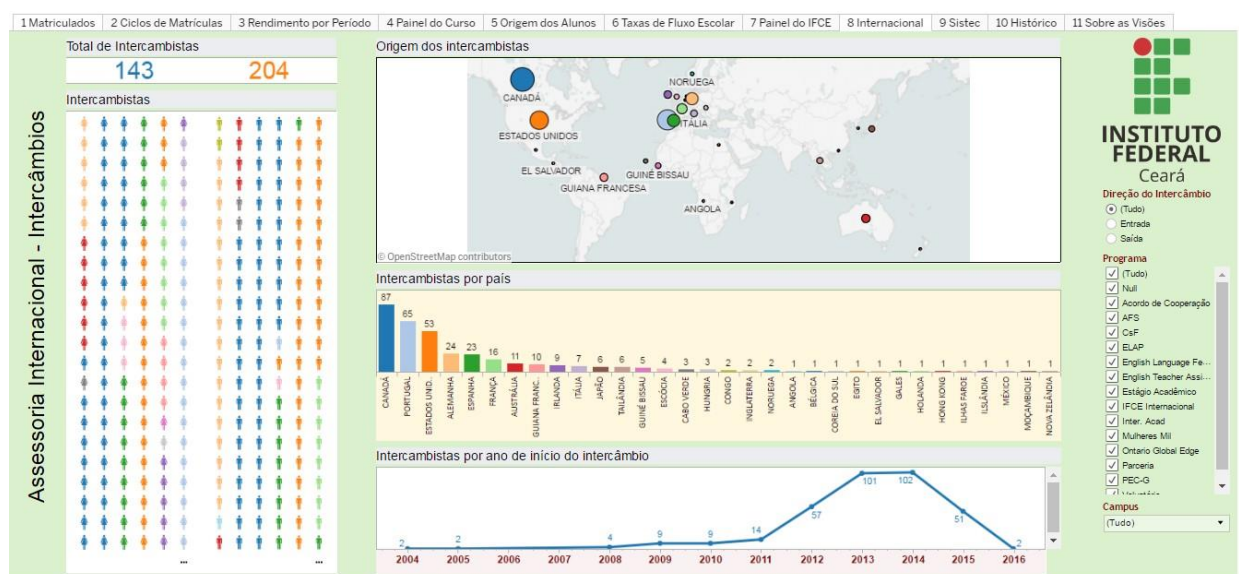 1 Matriculados
2 Ciclos de Matrículas
3 Rendimento por Período
4 Painel do Curso
5 Origem dos Alunos
6 Taxas de Fluxo Escolar
7 Painel do IFCE
8 Internacional
9 Sistec
10 Histórico
11 Sobre as Visões
Assessoria Internacional - Intercâmbios
Total de Intercambistas
143 204
Intercambistas
...
...
Origem dos intercambistas
NORUEGA
CANADÁ
ITÁLIA
ESTADOS UNIDOS
EL SALVADOR
GUINÉ BISSAU
GUIANA FRANCESA
ANGOLA
© OpenStreetMap contributors
Intercambistas por país
87 65 53 24 23 16 11 10 9 7 6 6 5 4 3 3 2 2 2 1 1 1 1 1 1 1 1 1 1 1 1 1
CANADÁ
PORTUGAL
ESTADOS UNID...
ALEMANHA
ESPANHA
FRANÇA
AUSTRÁLIA
GUIANA FRANC...
IRLANDA
ITÁLIA
JAPÃO
TAILÂNDIA
GUINÉ BISSAU
ESCÓCIA
CABO VERDE
HUNGRIA
CONGO
INGLATERRA
NORUEGA
ANGOLA
BÉLGICA
COREIA DO SUL
EGITO
EL SALVADOR
GALES
HOLANDA
HONG KONG
ILHAS FAROE
ILSLÂNDIA
MÉXICO
MOÇAMBIQUE
NOVA ZELÂNDIA
Intercambistas por ano de início do intercâmbio
2 2 4 9 9 14 57 101 102 51 2
2004 2005 2006 2007 2008 2009 2010 2011 2012 2013 2014 2015 2016
INSTITUTO
FEDERAL
Ceará
Direção do Intercâmbio
(Tudo)
Entrada
Saída
Programa
(Tudo)
Null
Acordo de Cooperação
AFS
CsF
ELAP
English Language Fe...
English Teacher Assi...
Estágio Acadêmico
IFCE Internacional
Inter. Acad
Mulheres Mil
Ontario Global Edge
Parceria
PEC-G
Campus
(Tudo)